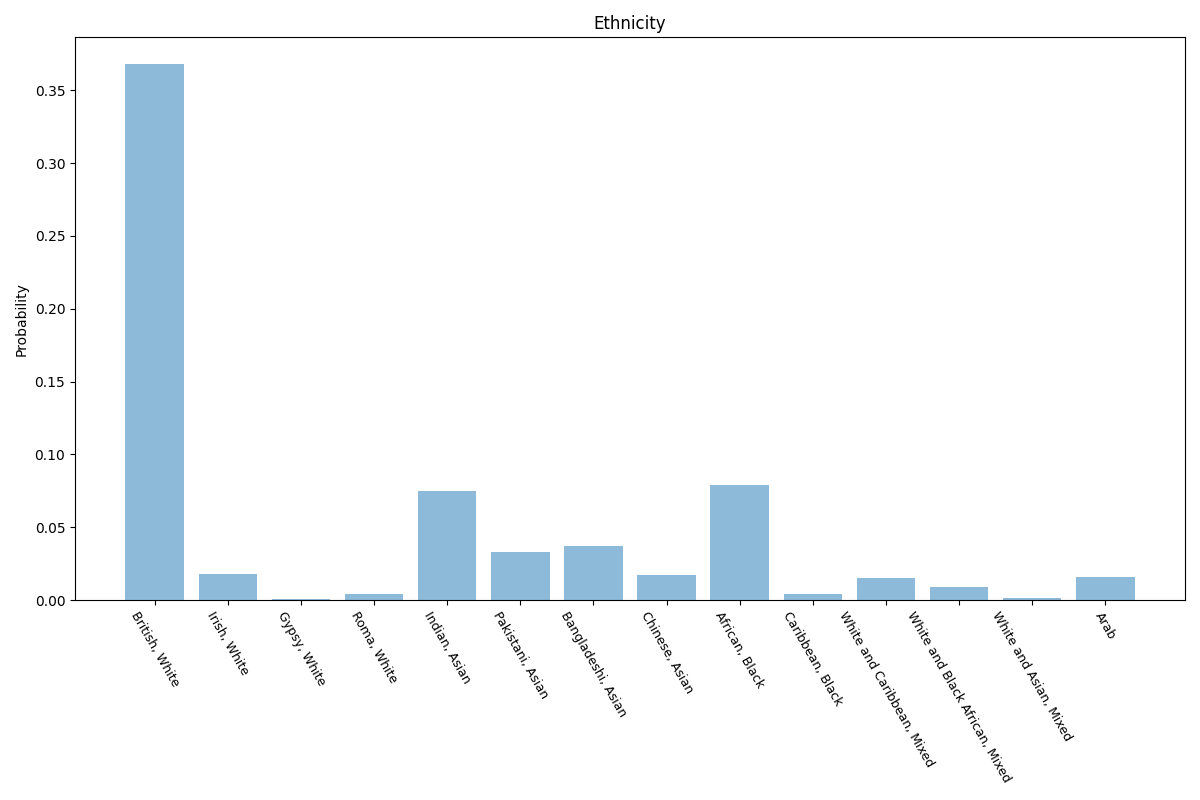 Ethnicity
Probability
0.35
0.30
0.25
0.20
0.15
0.10
0.05
0.00
British, White
Irish, White
Gypsy, White
Roma, White
Indian, Asian
Pakistani, Asian
Bangladeshi, Asian
Chinese, Asian
African, Black
Caribbean, Black
White and Caribbean, Mixed
White and Black African, Mixed
White and Asian, Mixed
Arab